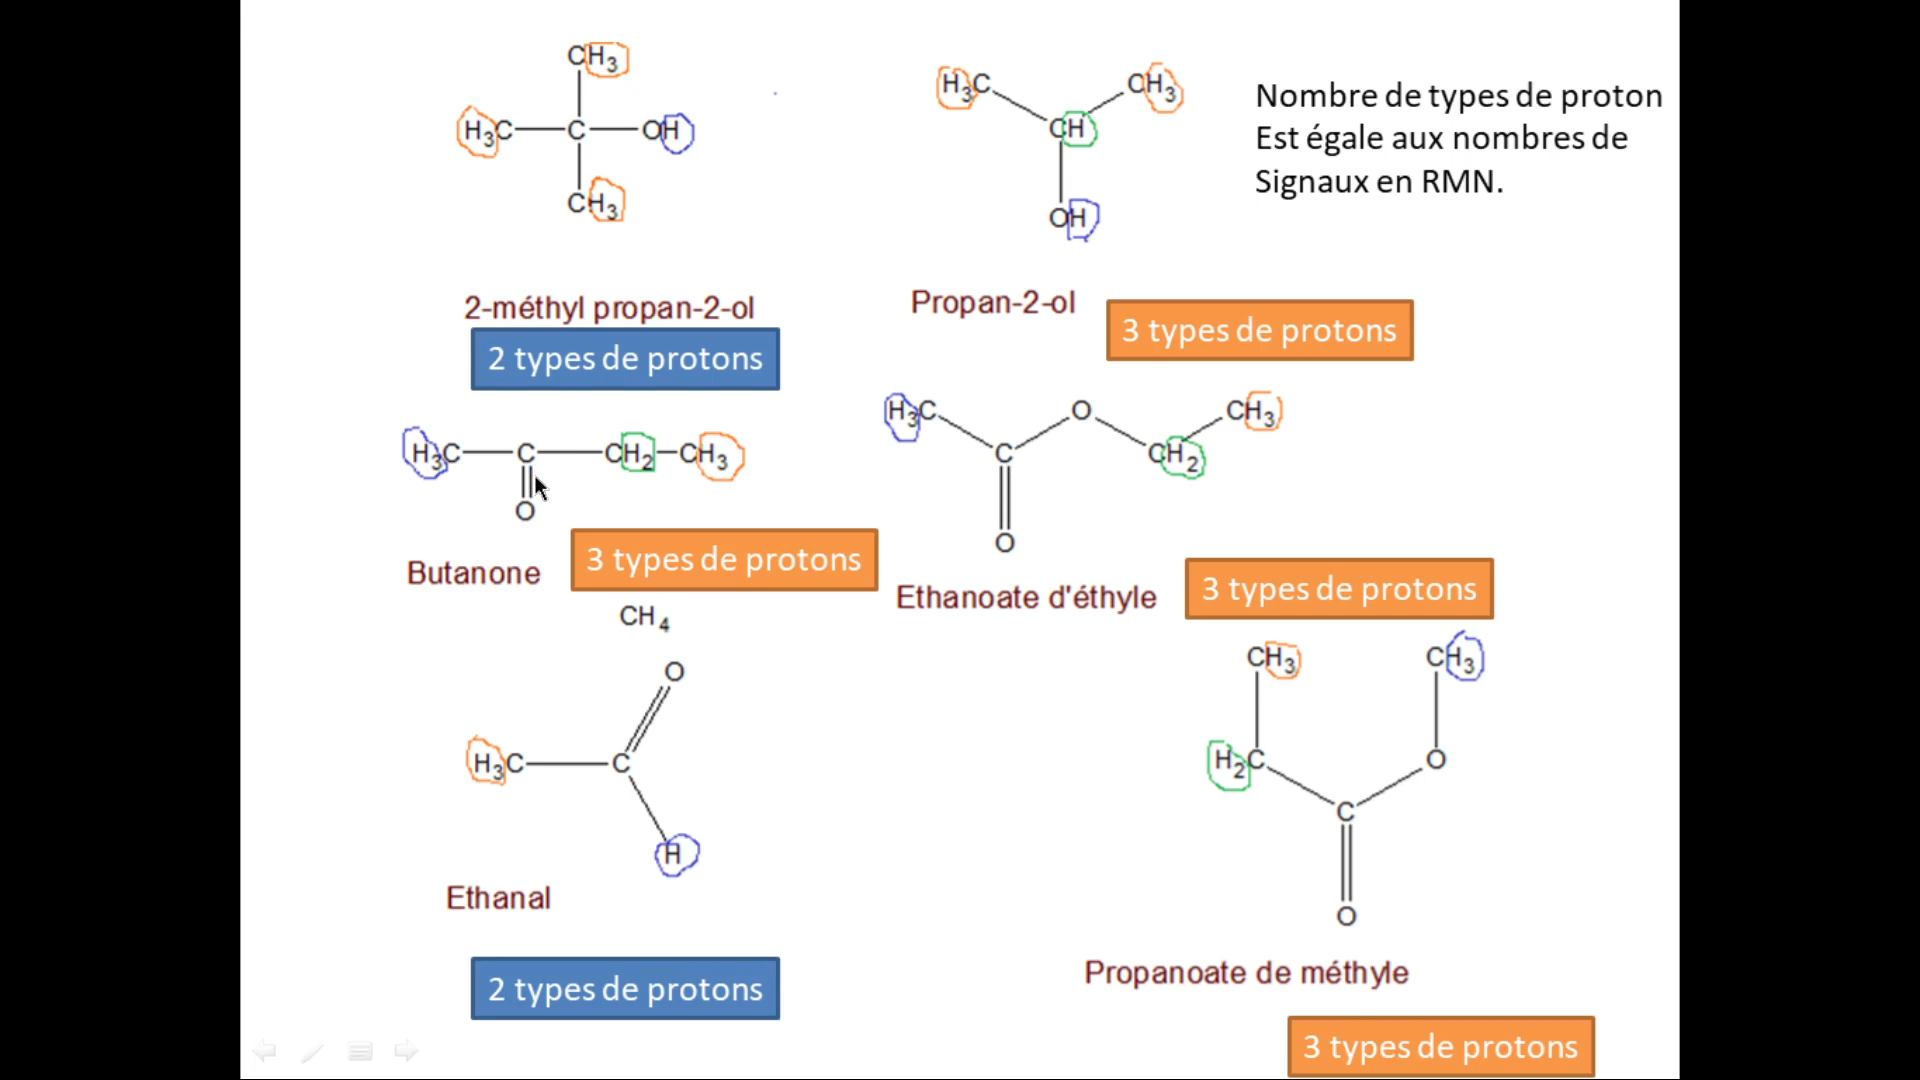 CH3
H3C C OH
CH3
2-méthyl propan-2-ol
2 types de protons
H3C CH3
CH
OH
Propan-2-ol
3 types de protons
Nombre de types de proton
Est égale aux nombres de
Signaux en RMN.
H3C C CH2 CH3
O
Butanone
3 types de protons
H3C O CH3
C CH2
O
Ethanoate d'éthyle
3 types de protons
CH4
O
H3C C
H
Ethanal
2 types de protons
CH3 CH3
H2C O
C
O
Propanoate de méthyle
3 types de protons